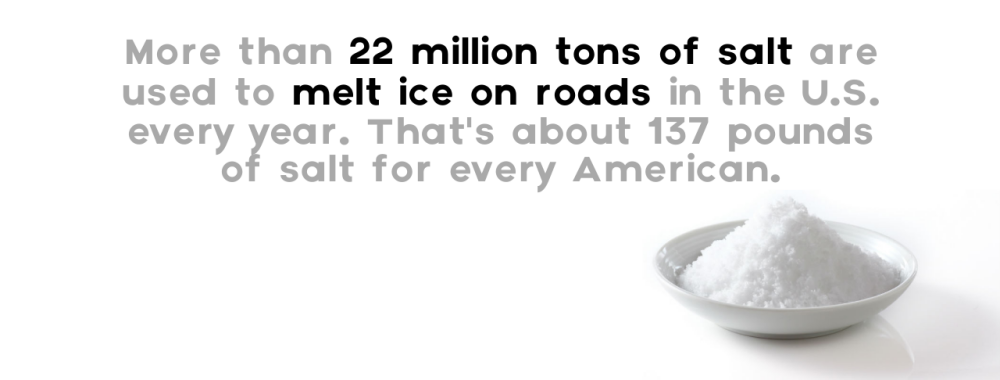 More than 22 million tons of salt are
used to melt ice on roads in the U.S.
every year. That's about 137 pounds
of salt for every American.